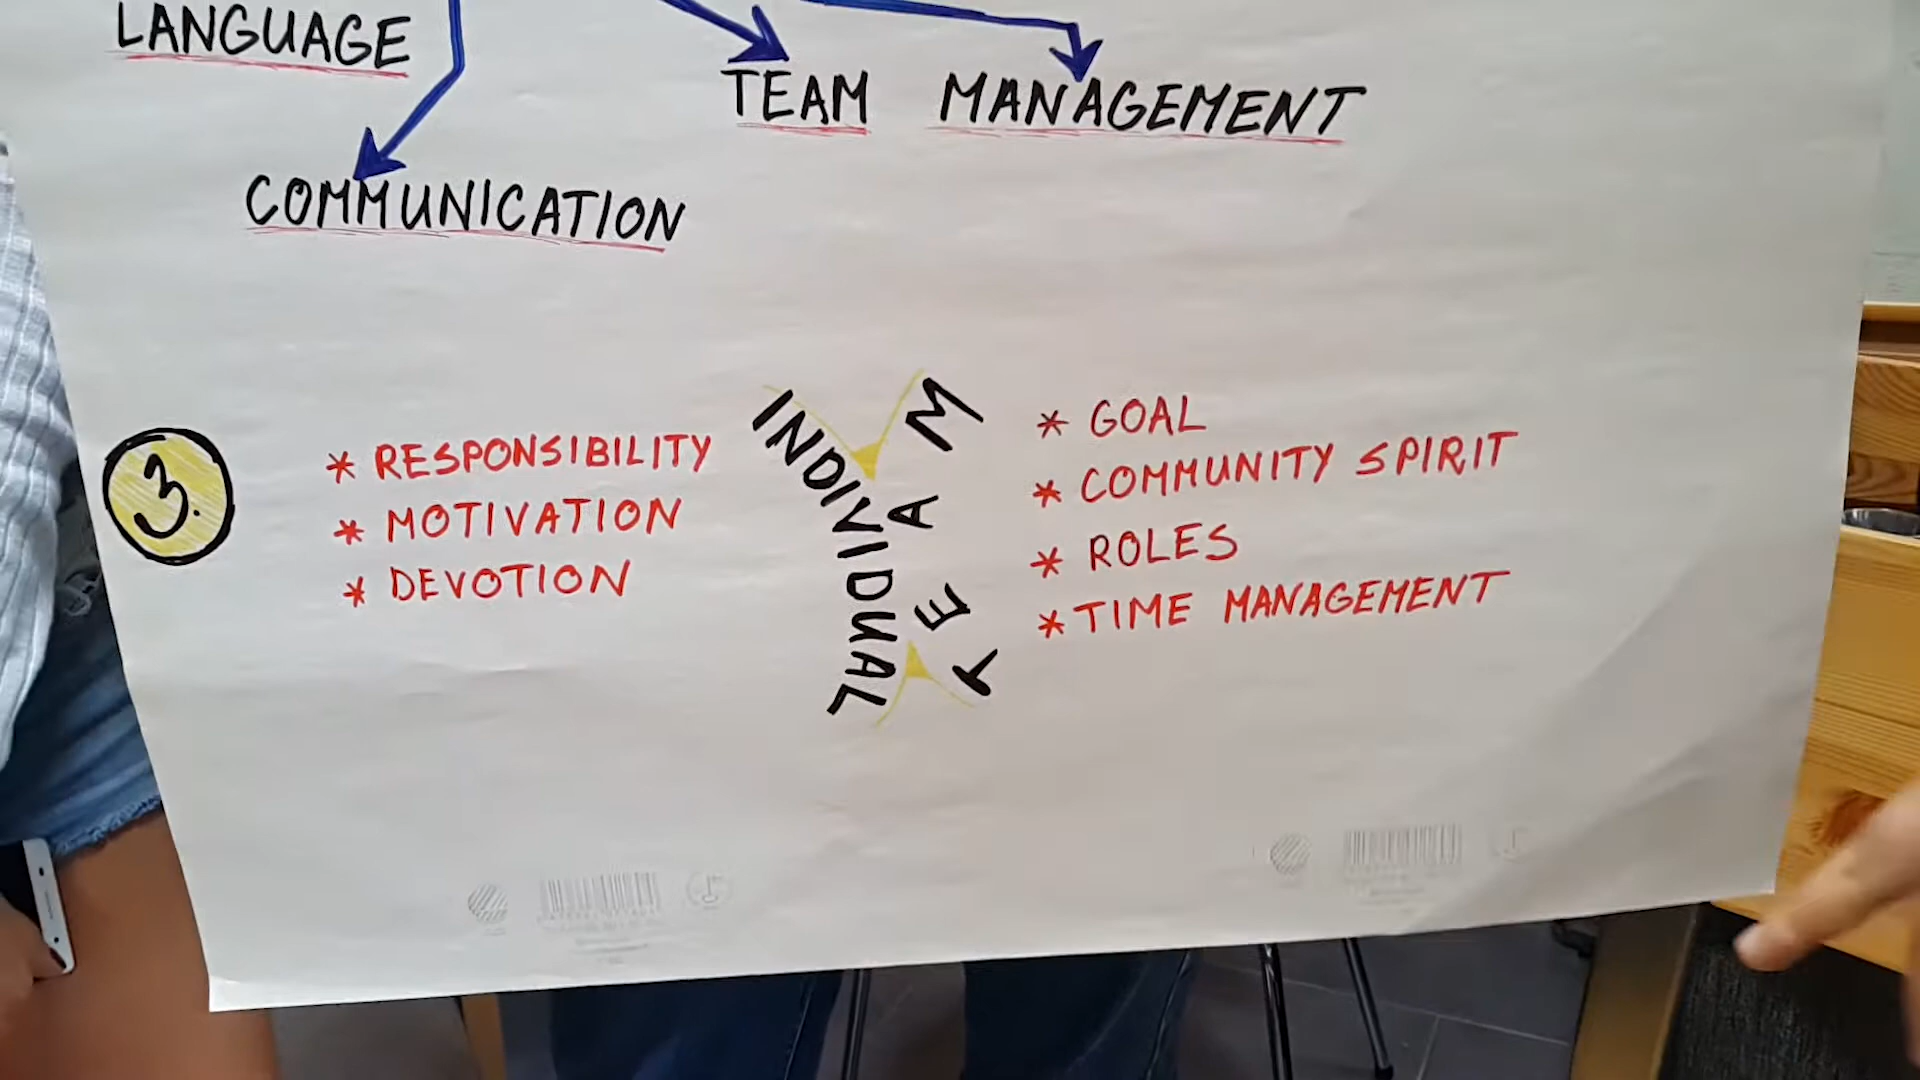 LANGUAGE
TEAM MANAGEMENT
COMMUNICATION
3.
* RESPONSIBILITY
* MOTIVATION
* DEVOTION
INDIVIDUAL
TEAM
* GOAL
* COMMUNITY SPIRIT
* ROLES
* TIME MANAGEMENT